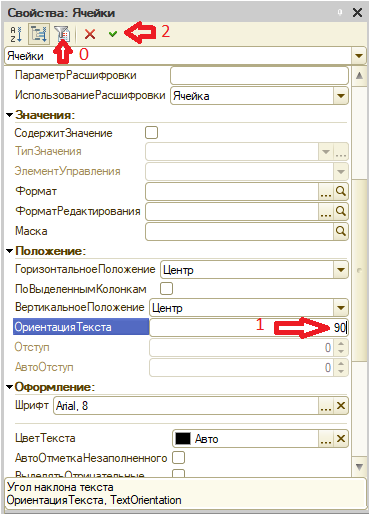 Свойства: Ячейки
2
0
Ячейки
ПараметрРасшифровки
ИспользованиеРасшифровки Ячейка
Значения:
СодержитЗначение
ТипЗначения
ЭлементУправления
Формат
ФорматРедактирования
Маска
Положение:
ГоризонтальноеПоложение Центр
ПоВыделеннымКолонкам
ВертикальноеПоложение Центр
ОриентацияТекста 1 90
Отступ 0
АвтоОтступ 0
Оформление:
Шрифт Arial, 8
ЦветТекста Авто
АвтоОтметкаНезаполненного
ВыделятьОтрицательные
Угол наклона текста
ОриентацияТекста, TextOrientation